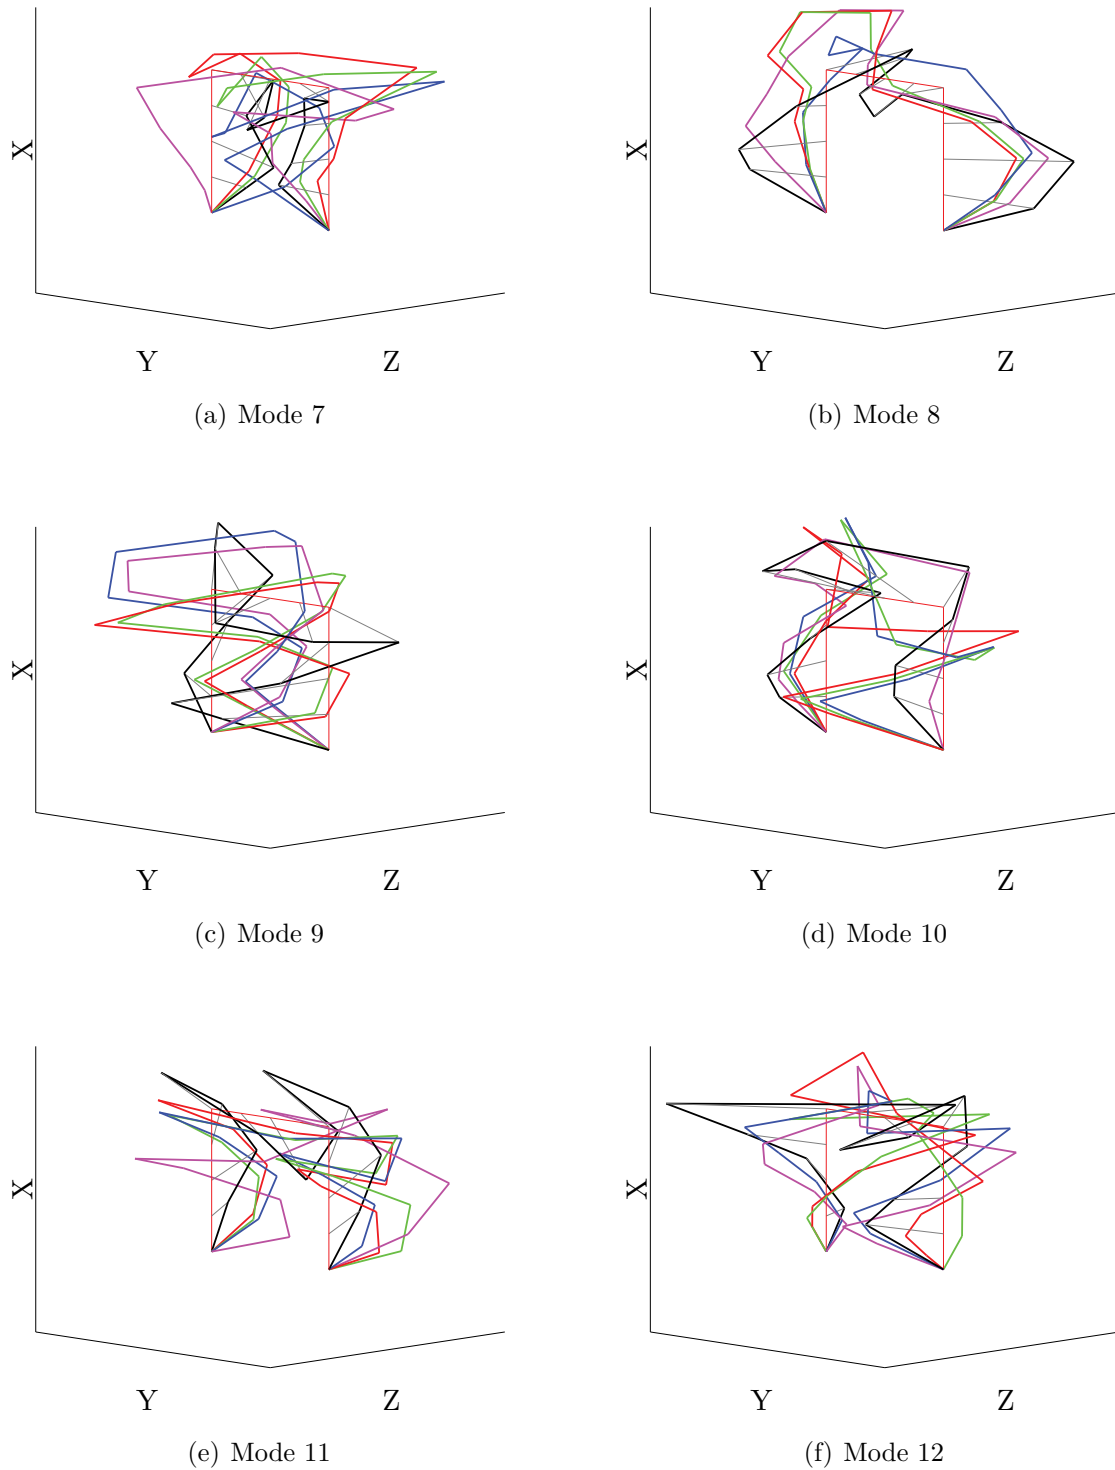 X
X
Y Z
Y Z
(a) Mode 7
(b) Mode 8
X
X
Y Z
Y Z
(c) Mode 9
(d) Mode 10
X
X
Y Z
Y Z
(e) Mode 11
(f) Mode 12